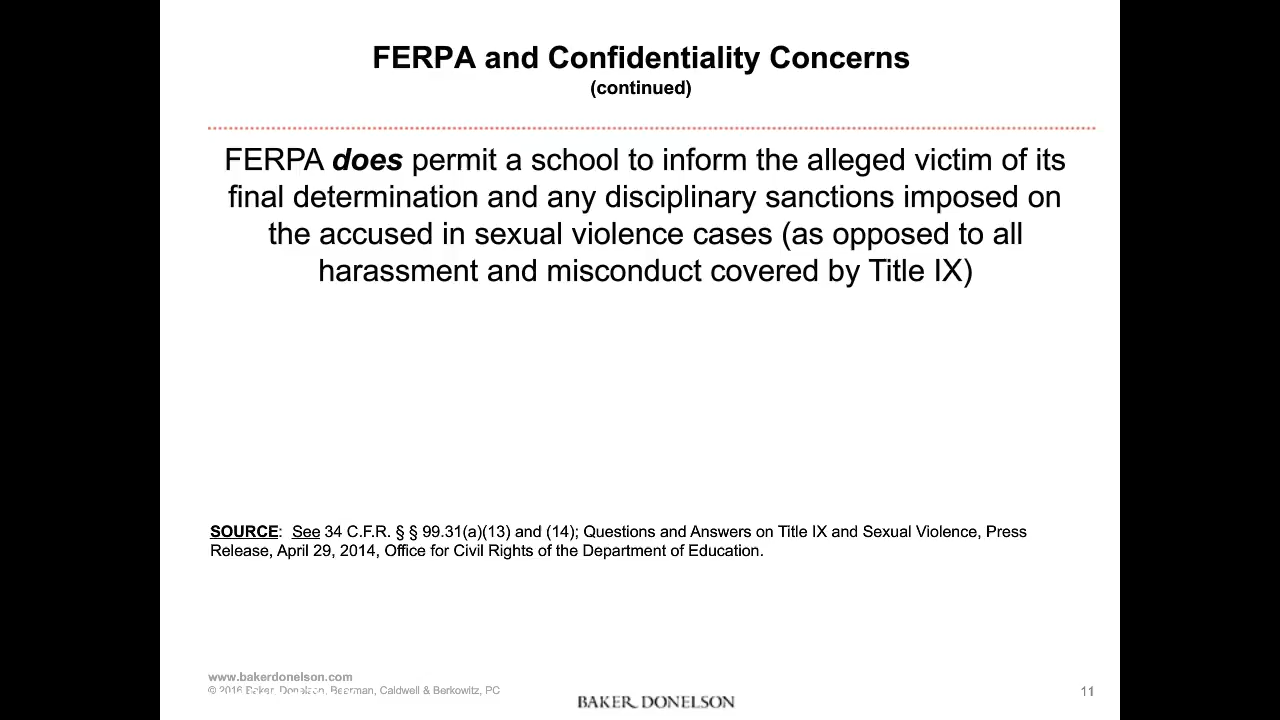 FERPA and Confidentiality Concerns
(continued)
FERPA does permit a school to inform the alleged victim of its
final determination and any disciplinary sanctions imposed on
the accused in sexual violence cases (as opposed to all
harassment and misconduct covered by Title IX)
SOURCE: See 34 C.F.R. § § 99.31(a)(13) and (14); Questions and Answers on Title IX and Sexual Violence, Press
Release, April 29, 2014, Office for Civil Rights of the Department of Education.
www.bakerdonelson.com
© 2016 Baker, Donelson, Bearman, Caldwell & Berkowitz, PC
BAKER DONELSON
11